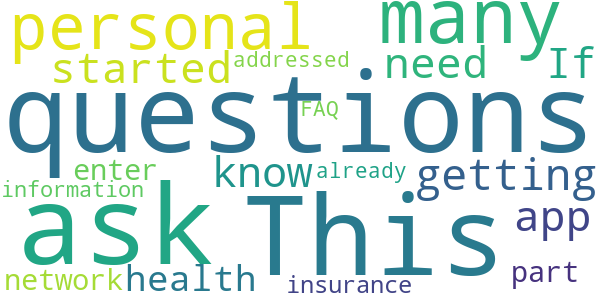 personal many
started addressed need If
questions
FAQ
enter know already getting
information
ask This app
network health insurance part